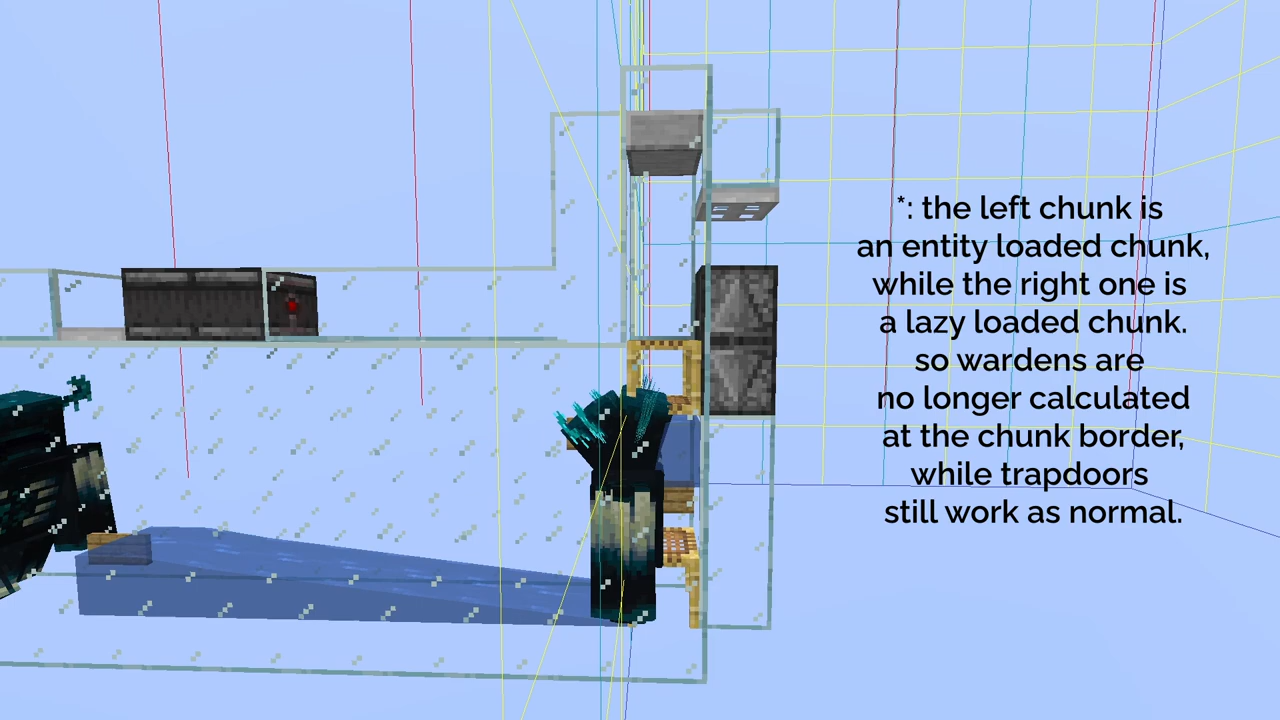 *: the left chunk is
an entity loaded chunk,
while the right one is
a lazy loaded chunk.
so wardens are
no longer calculated
at the chunk border,
while trapdoors
still work as normal.